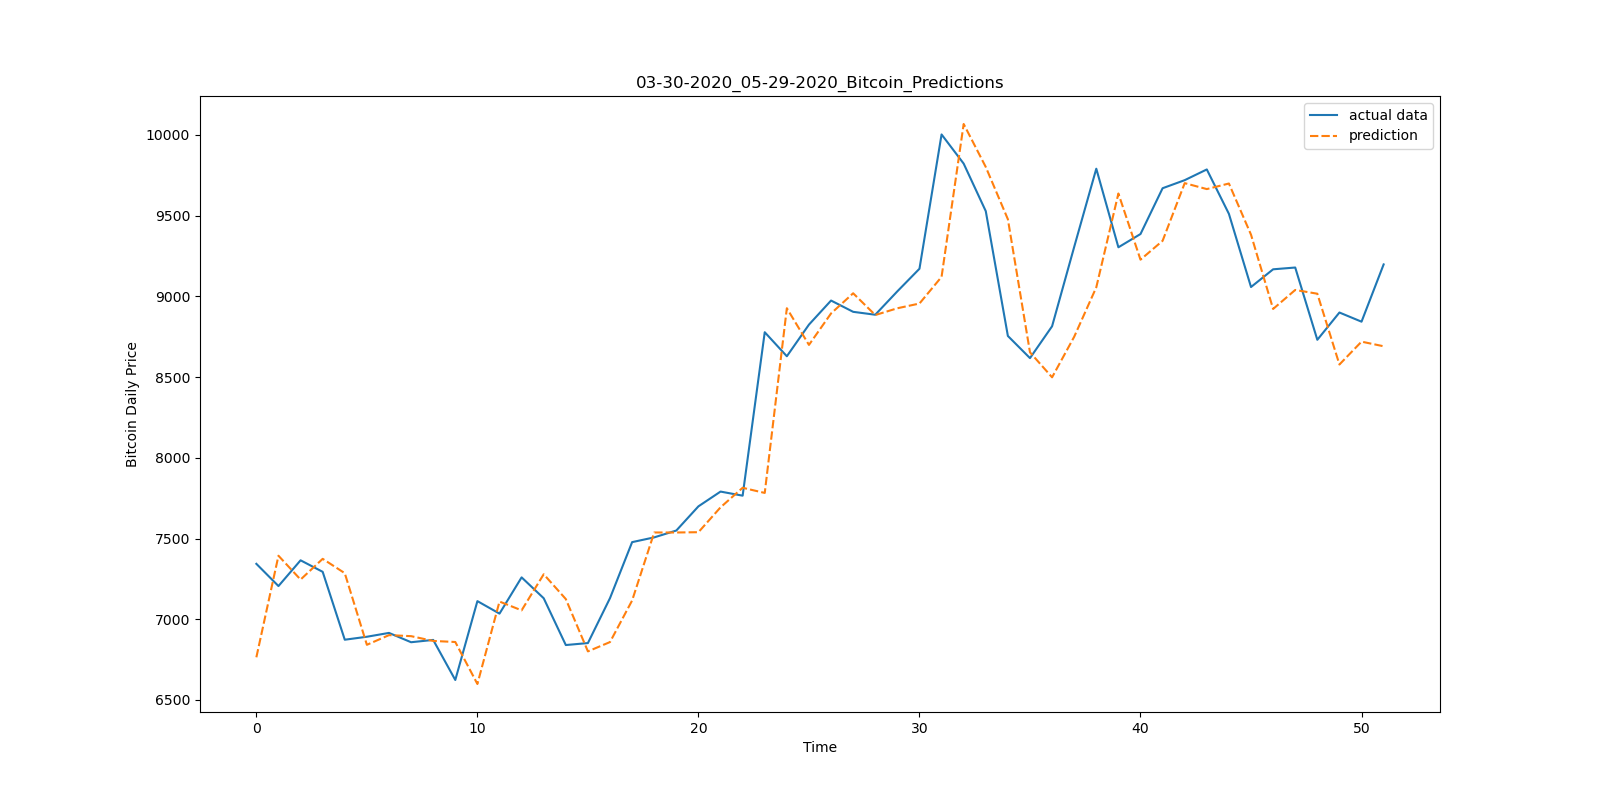 03-30-2020_05-29-2020_Bitcoin_Predictions
actual data
prediction
Bitcoin Daily Price
10000
9500
9000
8500
8000
7500
7000
6500
0 10 20 30 40 50
Time